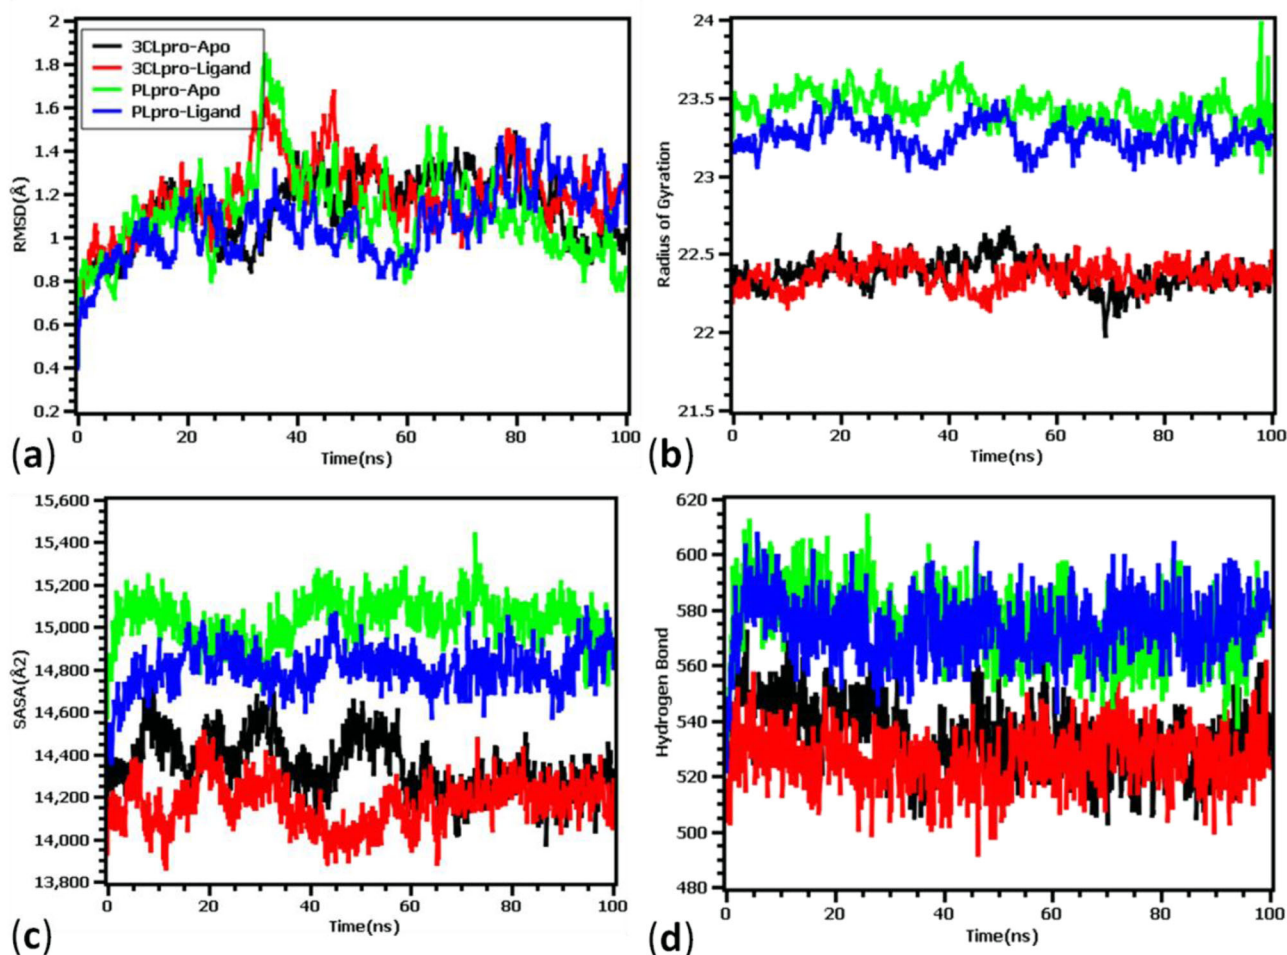 2
1.8
1.6
1.4
1.2
1
0.8
0.6
0.4
0.2
RMSD(Å)
3CLpro-Apo
3CLpro-Ligand
PLpro-Apo
PLpro-Ligand
0 20 40 60 80 100
Time(ns)
(a)
24
23.5
23
22.5
22
21.5
Radius of Gyration
0 20 40 60 80 100
Time(ns)
(b)
15,600
15,400
15,200
15,000
14,800
14,600
14,400
14,200
14,000
13,800
SASA(Å2)
0 20 40 60 80 100
Time(ns)
(c)
620
600
580
560
540
520
500
480
Hydrogen Bond
0 20 40 60 80 100
Time(ns)
(d)